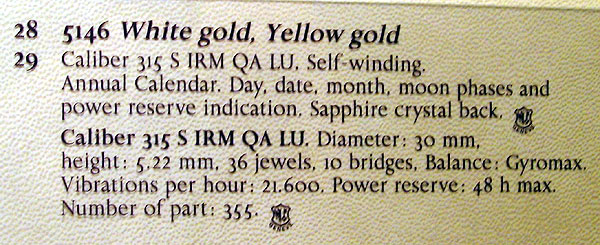 28 5146 White gold, Yellow gold
29 Caliber 315 S IRM QA LU. Self-winding.
Annual Calendar. Day, date, month, moon phases and
power reserve indication. Sapphire crystal back.
Caliber 315 S IRM QA LU. Diameter: 30 mm,
height: 5.22 mm, 36 jewels, 10 bridges, Balance: Gyromax.
Vibrations per hour: 21.600. Power reserve: 48 h max.
Number of part: 355.